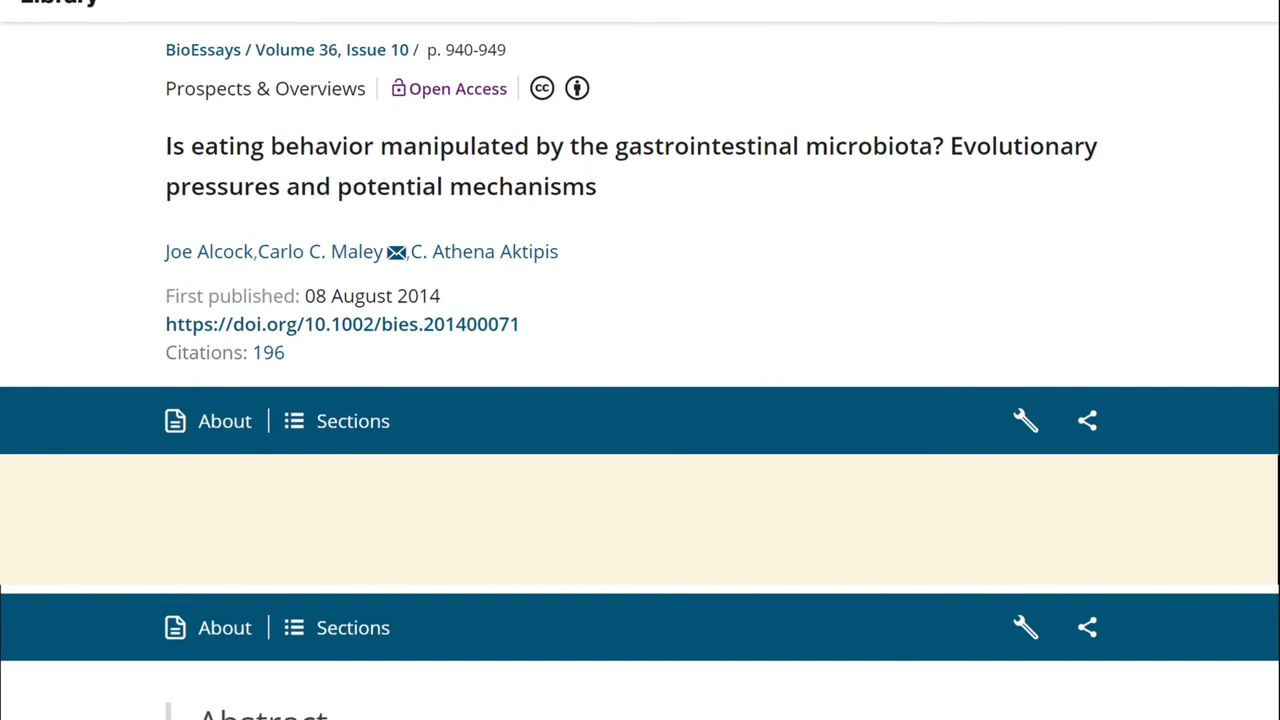 Library
BioEssays / Volume 36, Issue 10 / p. 940-949
Prospects & Overviews Open Access cc
Is eating behavior manipulated by the gastrointestinal microbiota? Evolutionary
pressures and potential mechanisms
Joe Alcock,Carlo C. Maley ,C. Athena Aktipis
First published: 08 August 2014
https://doi.org/10.1002/bies.201400071
Citations: 196
About Sections
About Sections
Abstract